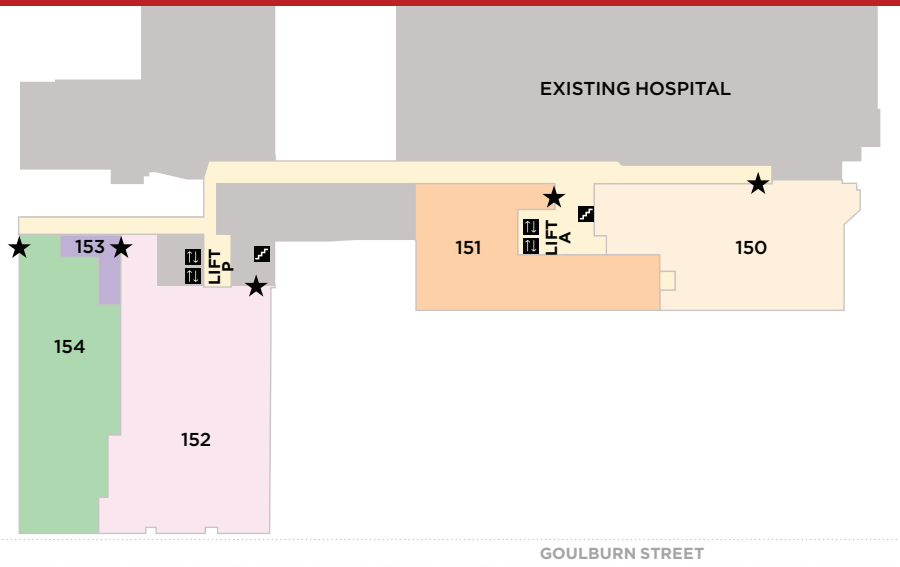 EXISTING HOSPITAL
153
LIFT
P
151
LIFT
A
150
154
152
GOULBURN STREET